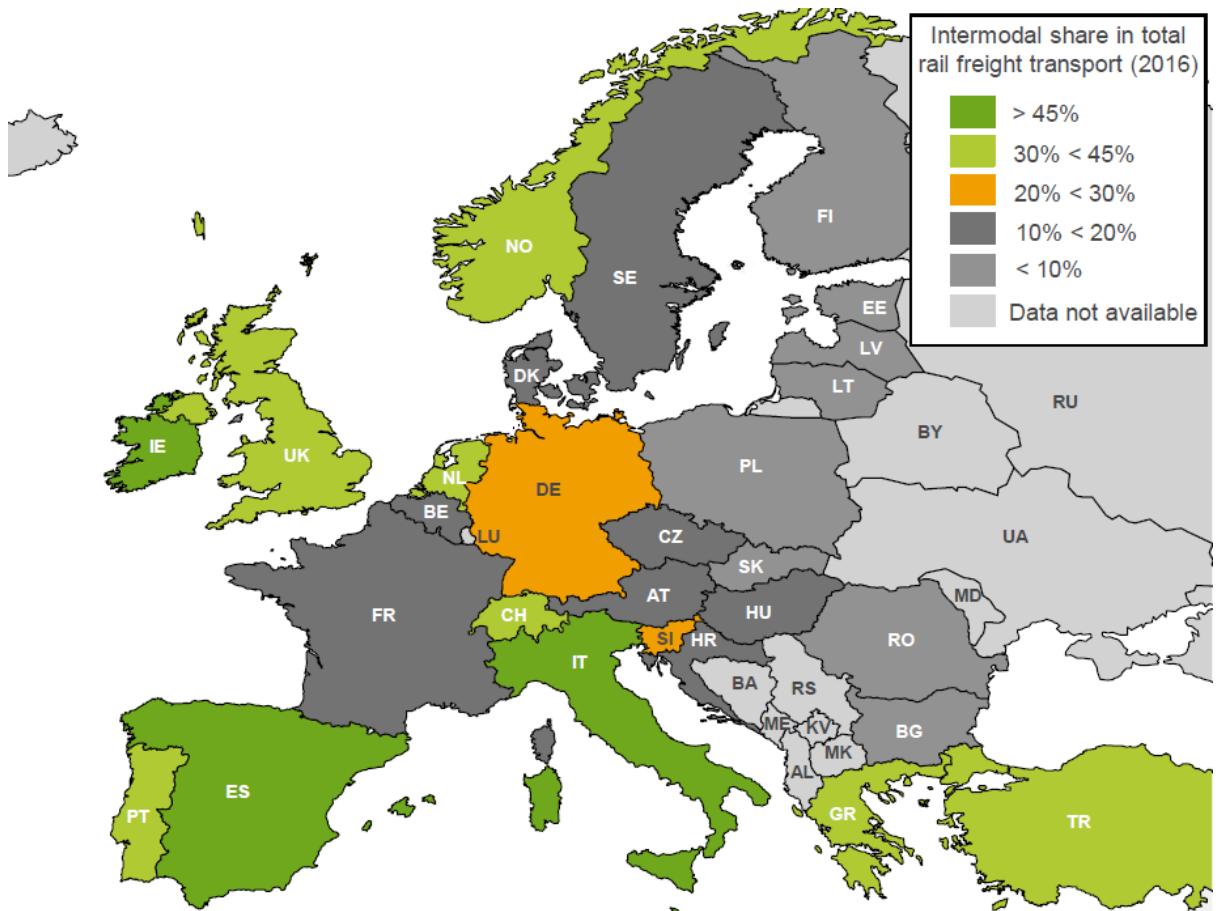 Intermodal share in total
rail freight transport (2016)
> 45%
30% < 45%
20% < 30%
10% < 20%
< 10%
Data not available
FI
NO
SE
EE
LV
DK
LT
RU
BY
IE
UK
PL
NL
DE
BE
LU
CZ
UA
SK
AT
MD
FR
CH
HU
SI
HR
RO
IT
BA
RS
ME
KV
BG
MK
AL
ES
PT
GR
TR